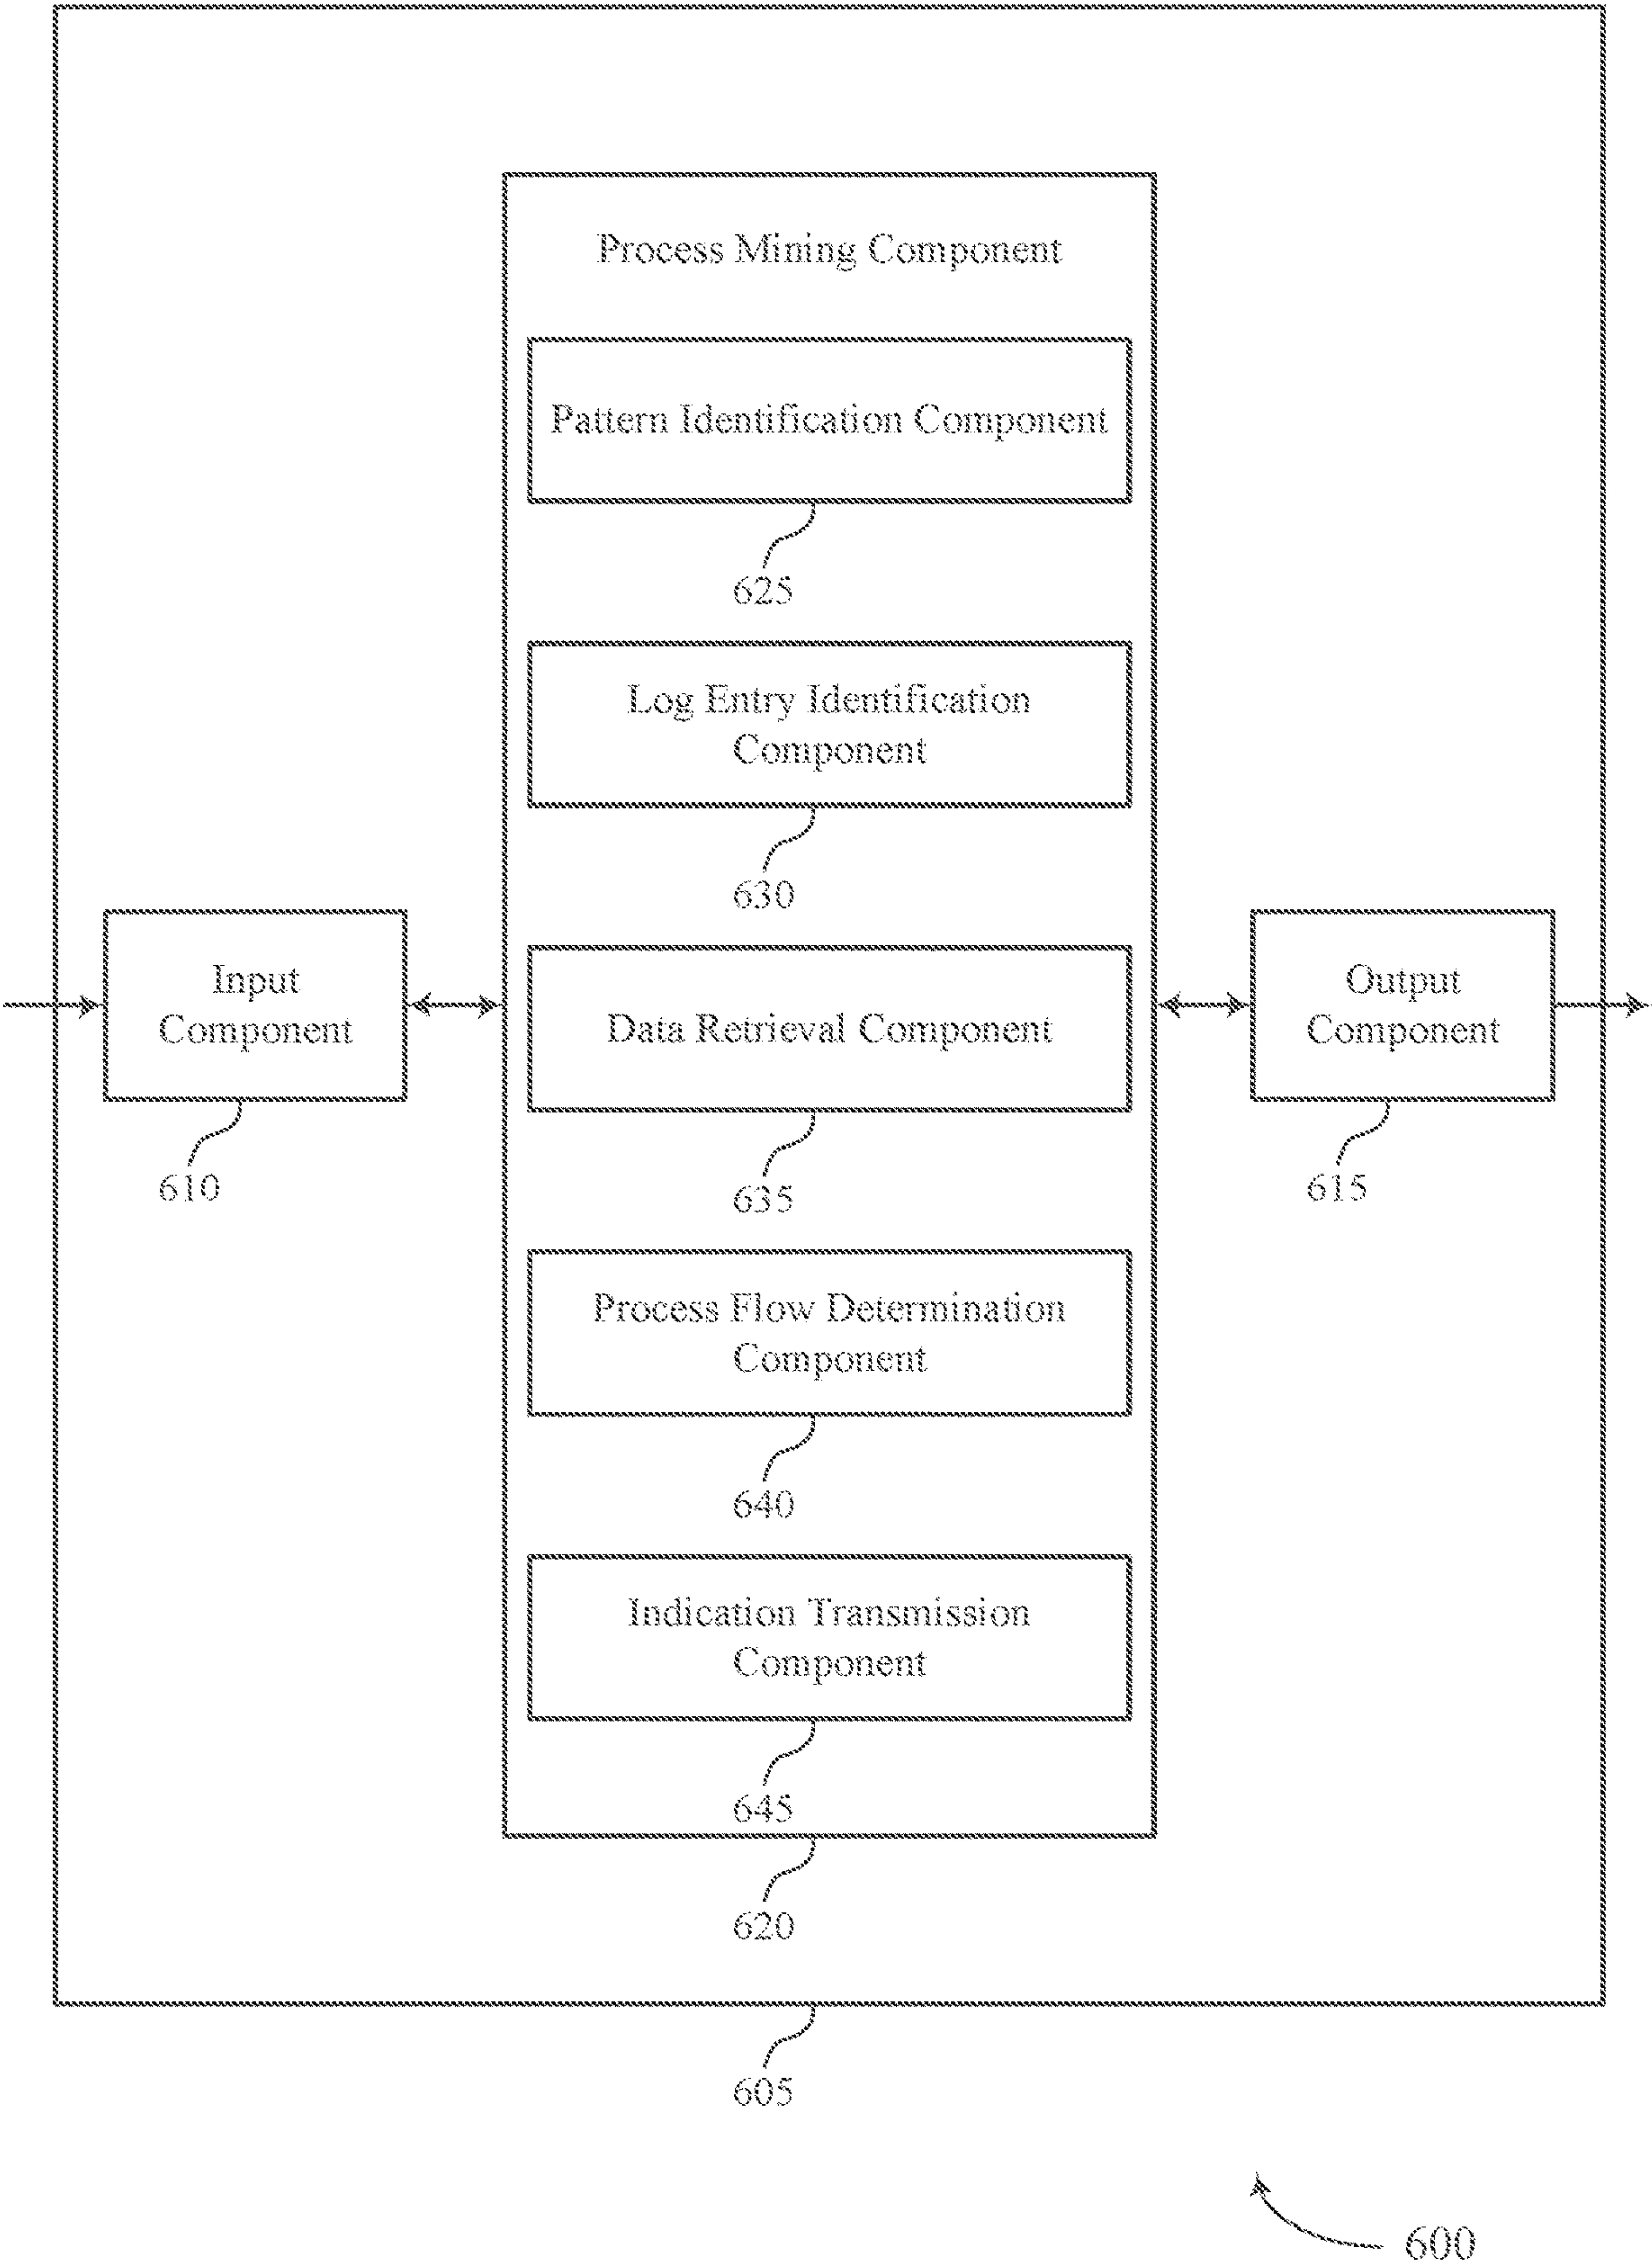 Process Mining Component
Pattern Identification Component
625
Log Entry Identification
Component
630
Input
Component
610
Data Retrieval Component
635
Output
Component
615
Process Flow Determination
Component
640
Indication Transmission
Component
645
620
605
600